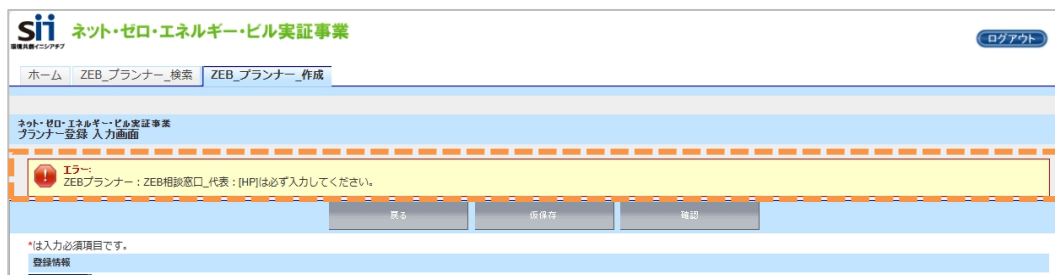 sii ネット・ゼロ・エネルギー・ビル実証事業
環境共創イニシアチブ
ログアウト
ホーム ZEB_プランナー_検索 ZEB_プランナー_作成
ネット・ゼロ・エネルギー・ビル実証事業
プランナー登録 入力画面
エラー:
ZEBプランナー：ZEB相談窓口_代表：[HP]は必ず入力してください。
戻る 仮保存 確認
*は入力必須項目です。
登録情報